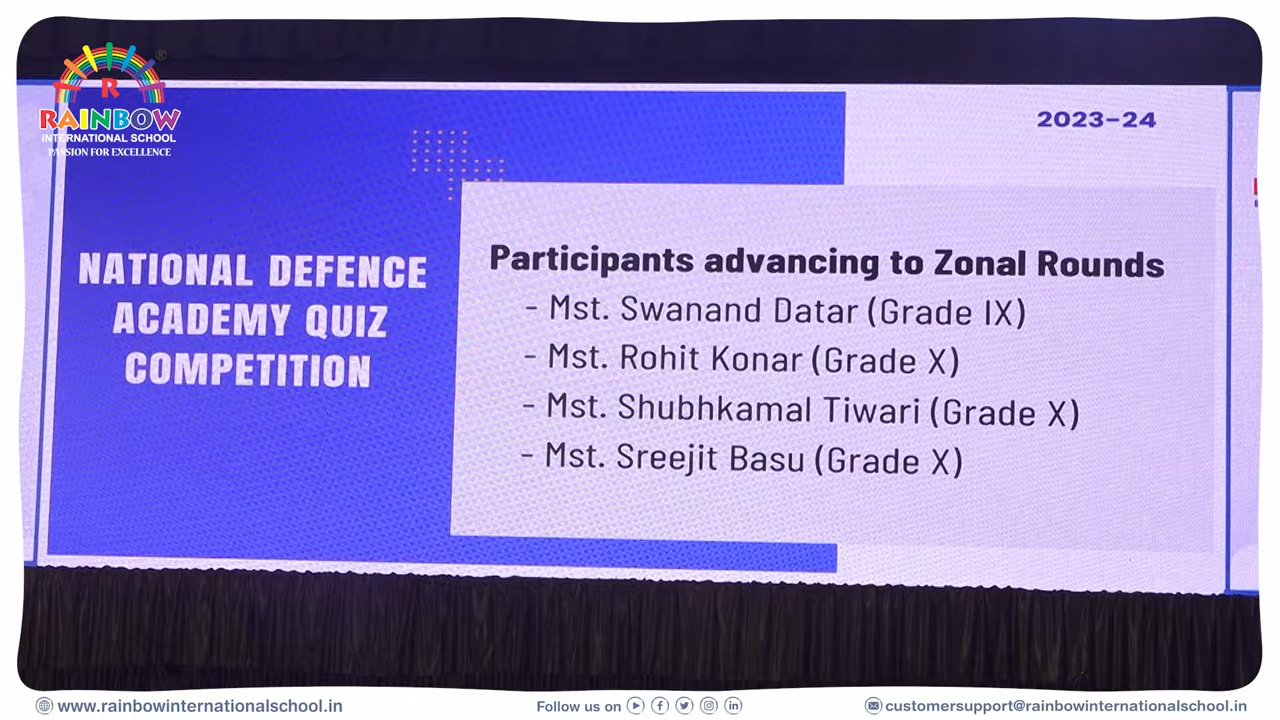 R
RAINBOW
INTERNATIONAL SCHOOL
PASSION FOR EXCELLENCE
®
2023-24
NATIONAL DEFENCE
ACADEMY QUIZ
COMPETITION
Participants advancing to Zonal Rounds
- Mst. Swanand Datar (Grade IX)
- Mst. Rohit Konar (Grade X)
- Mst. Shubhkamal Tiwari (Grade X)
- Mst. Sreejit Basu (Grade X)
www.rainbowinternationalschool.in
Follow us on
customersupport@rainbowinternationalschool.in